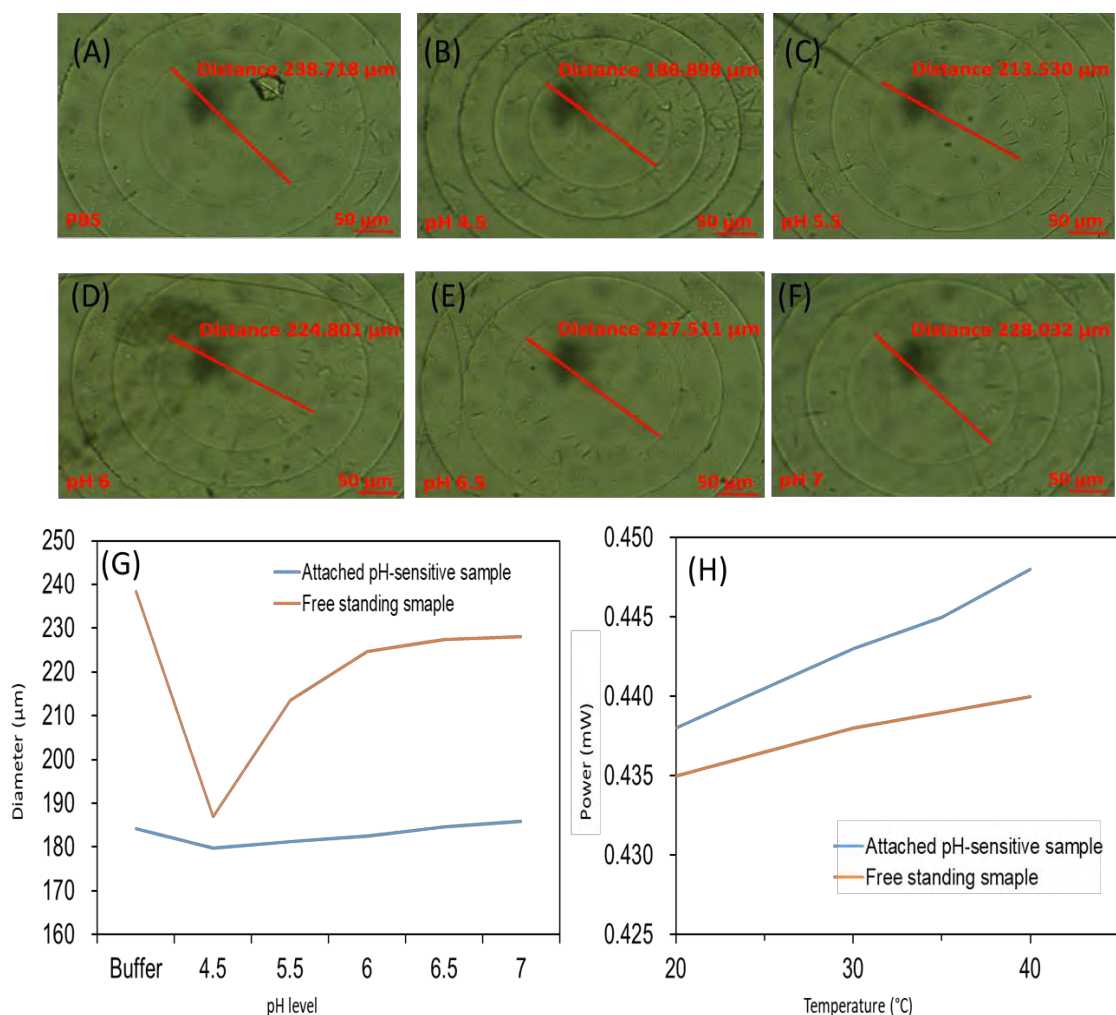 (A)
Distance 238.718 µm
PBS
50 µm
(B)
Distance 186.898 µm
pH 4.5
50 µm
(C)
Distance 213.530 µm
pH 5.5
50 µm
(D)
Distance 224.801 µm
pH 6
50 µm
(E)
Distance 227.511 µm
pH 6.5
50 µm
(F)
Distance 228.032 µm
pH 7
50 µm
(G)
Attached pH-sensitive sample
Free standing smaple
Diameter (µm)
250
240
230
220
210
200
190
180
170
160
Buffer 4.5 5.5 6 6.5 7
pH level
(H)
Power (mW)
0.450
0.445
0.440
0.435
0.430
0.425
Attached pH-sensitive sample
Free standing smaple
20 30 40
Temperature (°C)